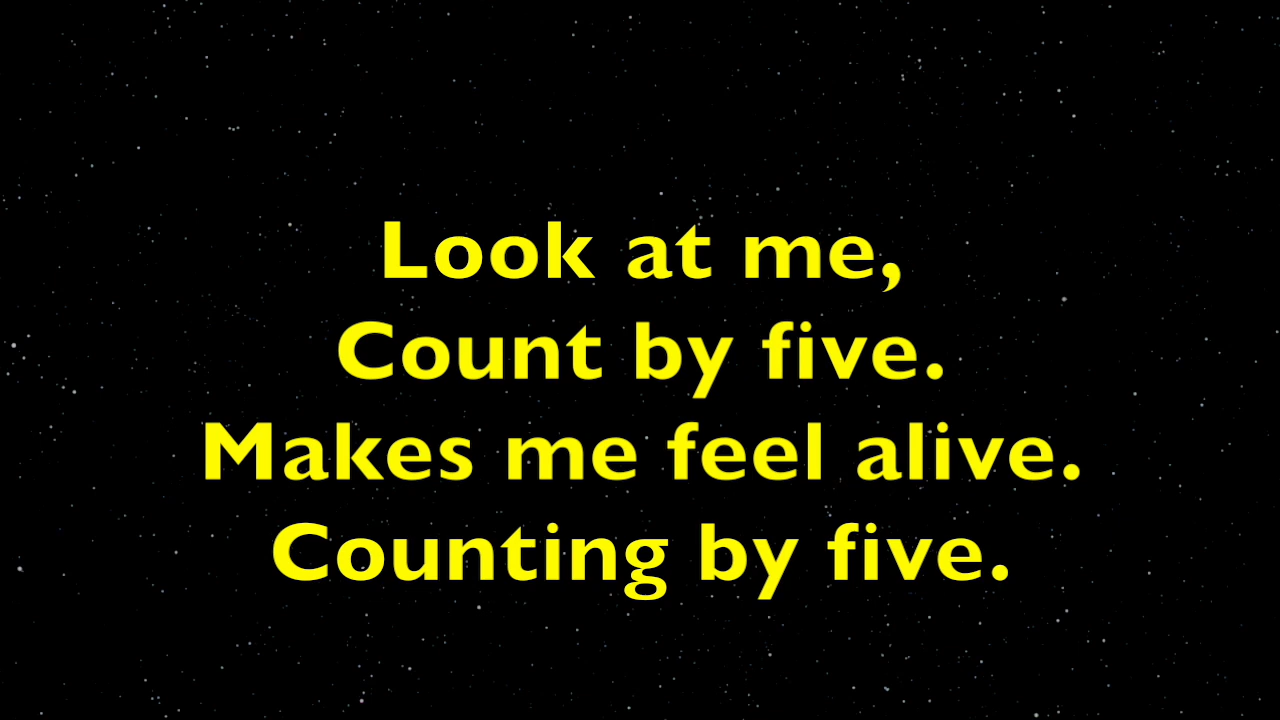 Look at me,
Count by five.
Makes me feel alive.
Counting by five.